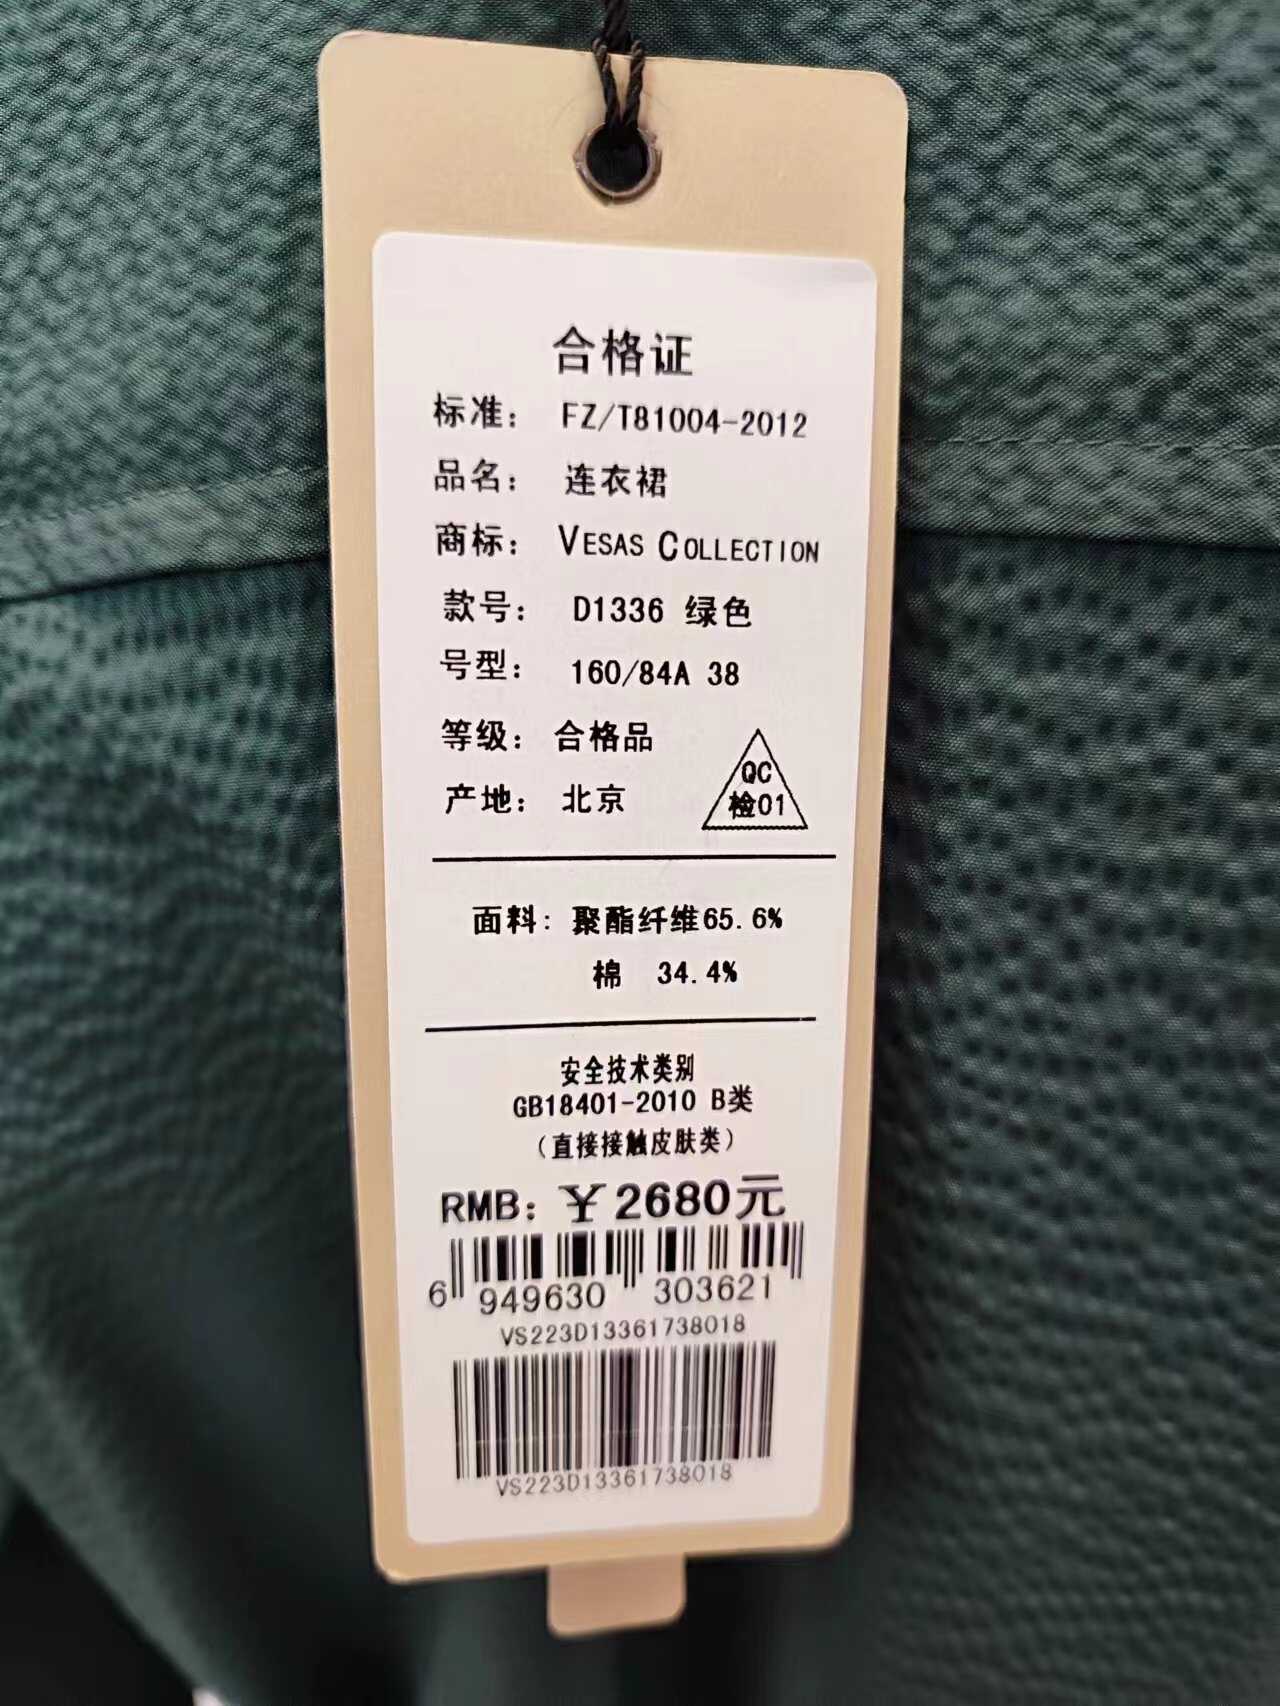 合格证
标准： FZ/T81004-2012
品名： 连衣裙
商标： VESAS COLLECTION
款号： D1336 绿色
号型： 160/84A 38
等级： 合格品
产地： 北京
QC
检01
面料: 聚酯纤维65.6%
棉 34.4%
安全技术类别
GB18401-2010 B类
（直接接触皮肤类）
RMB: ￥2680元
6 949630 303621
VS223D13361738018
VS223D13361738018